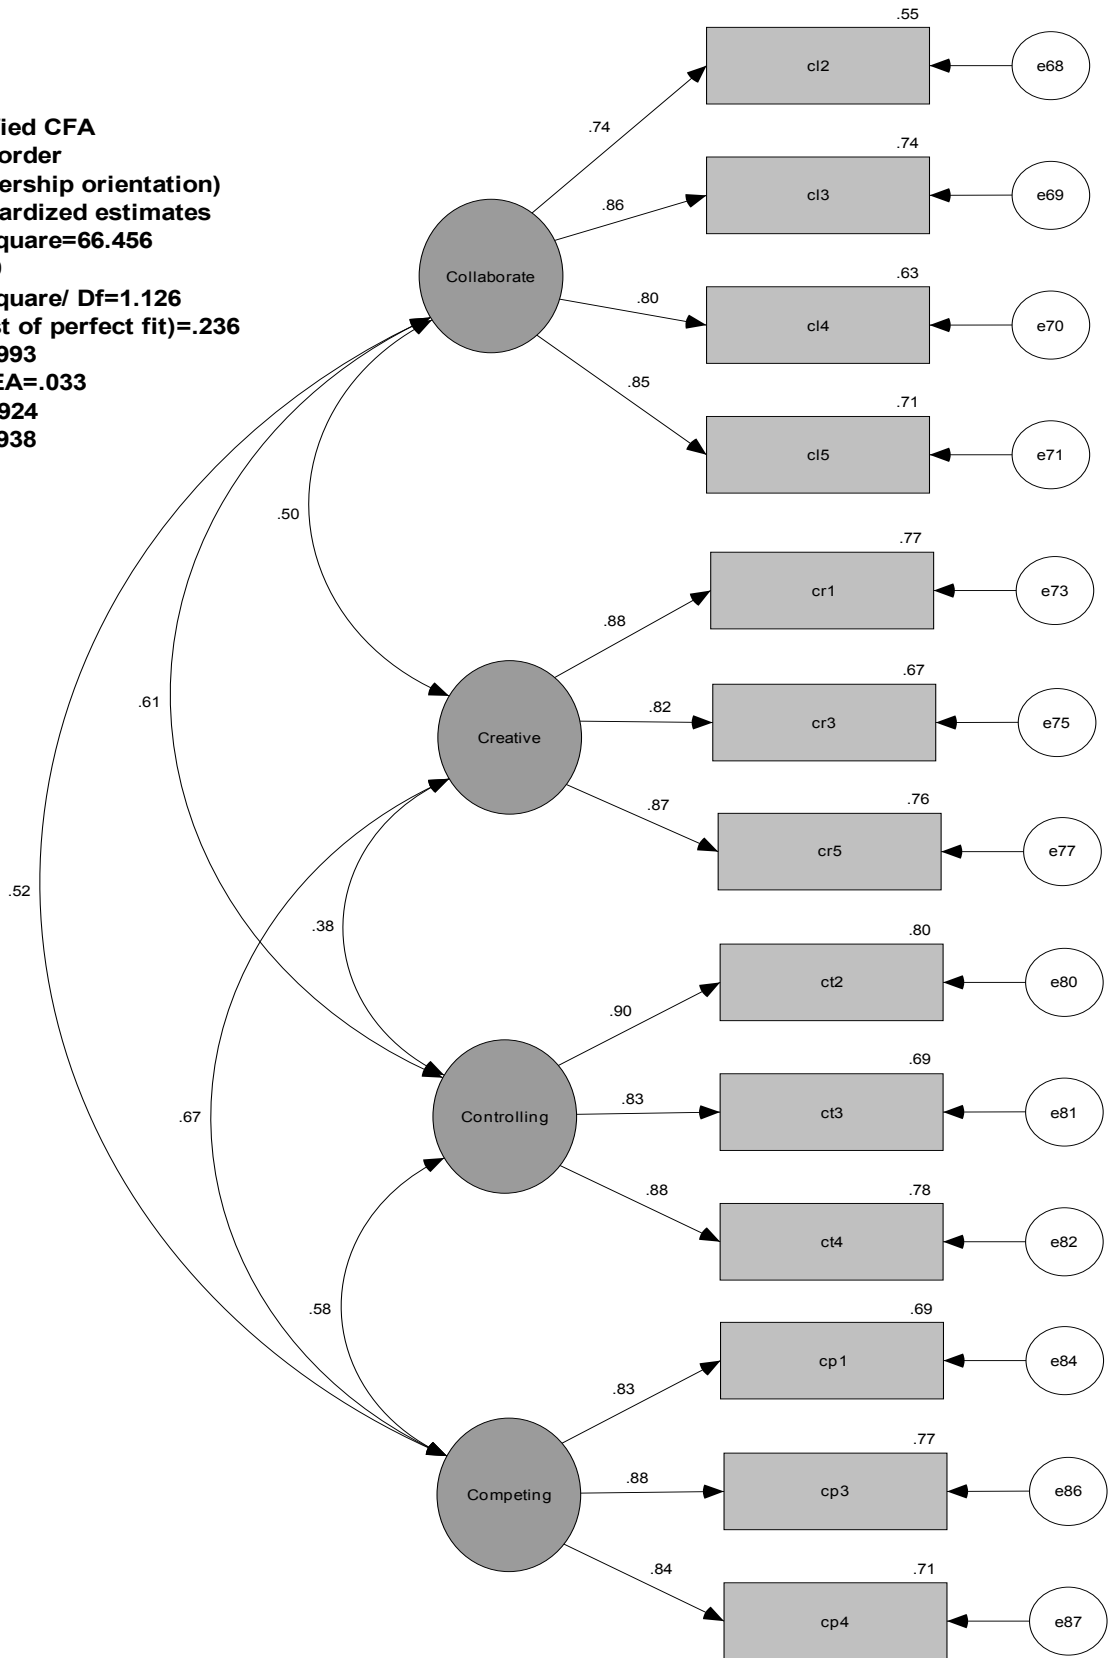 ied CFA
order
ership orientation)
ardized estimates
quare=66.456
)
quare/ Df=1.126
st of perfect fit)=.236
993
EA=.033
924
938
.55
cl2
e68
.74
.74
cl3
e69
.86
Collaborate
.63
cl4
e70
.80
.71
cl5
e71
.85
.50
.77
cr1
e73
.88
.61
.67
cr3
e75
.82
Creative
.76
cr5
e77
.87
.52
.38
.80
ct2
e80
.90
.69
ct3
e81
.83
Controlling
.67
.78
ct4
e82
.88
.58
.69
cp1
e84
.83
.77
cp3
e86
.88
Competing
.71
cp4
e87
.84